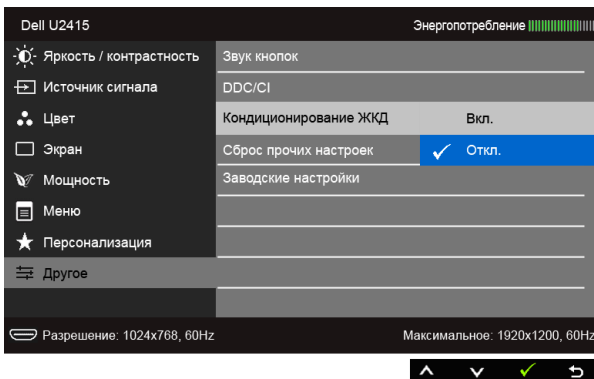 Dell U2415 Энергопотребление
Яркость / контрастность Звук кнопок
Источник сигнала DDC/CI
Цвет Кондиционирование ЖКД Вкл.
Экран Сброс прочих настроек Откл.
Мощность Заводские настройки
Меню
Персонализация
Другое
Разрешение: 1024x768, 60Hz Максимальное: 1920x1200, 60Hz